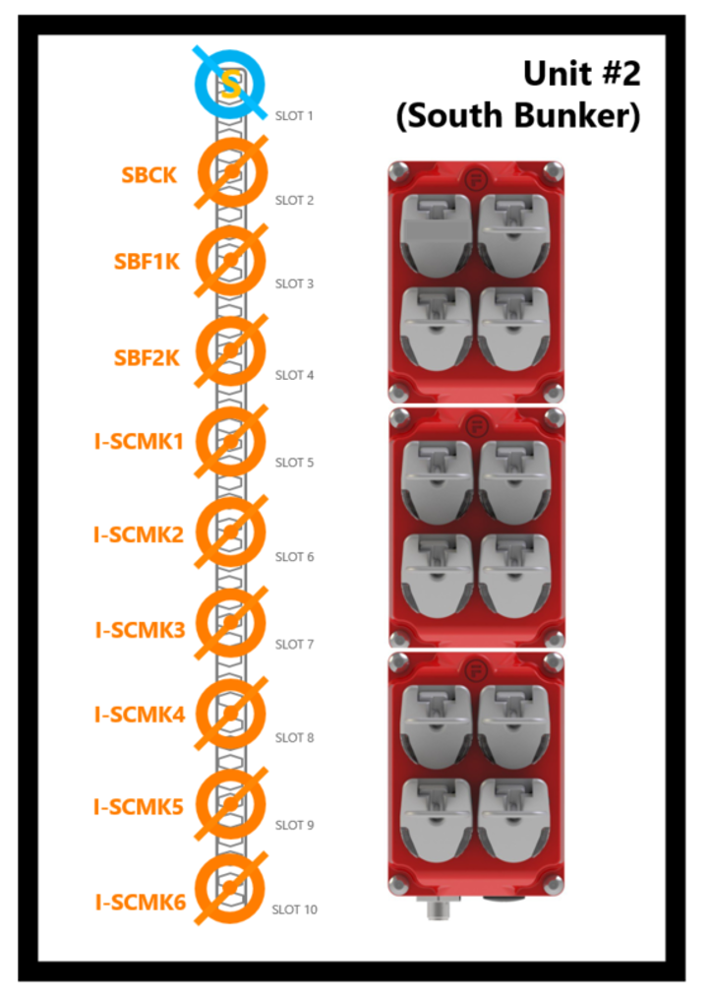 Unit #2
(South Bunker)
S
SLOT 1
SBCK
SLOT 2
SBF1K
SLOT 3
SBF2K
SLOT 4
I-SCMK1
SLOT 5
I-SCMK2
SLOT 6
I-SCMK3
SLOT 7
I-SCMK4
SLOT 8
I-SCMK5
SLOT 9
I-SCMK6
SLOT 10